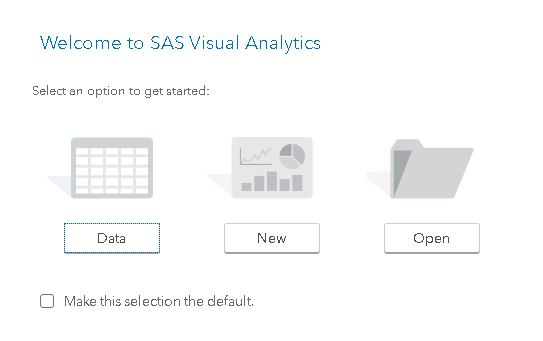 Welcome to SAS Visual Analytics
Select an option to get started:
Data
New
Open
Make this selection the default.